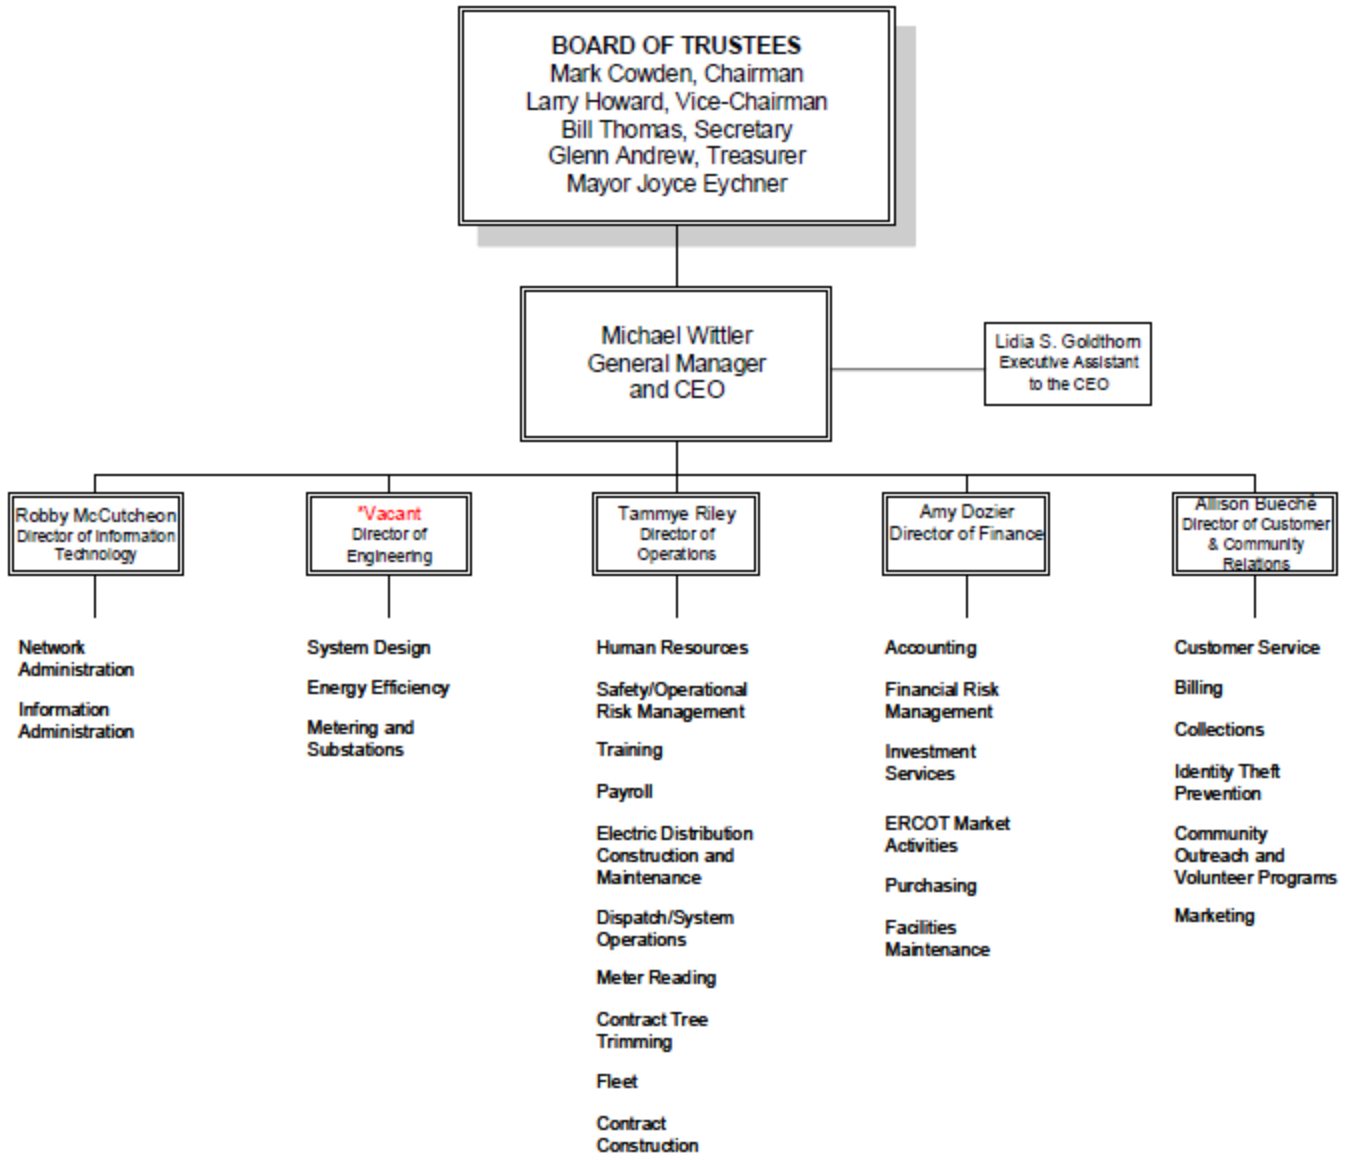 BOARD OF TRUSTEES
Mark Cowden, Chairman
Larry Howard, Vice-Chairman
Bill Thomas, Secretary
Glenn Andrew, Treasurer
Mayor Joyce Eychner
Michael Wittler
General Manager
and CEO
Lidia S. Goldthorn
Executive Assistant
to the CEO
Robby McCutcheon
Director of Information
Technology
*Vacant
Director of
Engineering
Tammye Riley
Director of
Operations
Amy Dozier
Director of Finance
Allison Bueché
Director of Customer
& Community
Relations
Network
Administration
Information
Administration
System Design
Energy Efficiency
Metering and
Substations
Human Resources
Safety/Operational
Risk Management
Training
Payroll
Electric Distribution
Construction and
Maintenance
Dispatch/System
Operations
Meter Reading
Contract Tree
Trimming
Fleet
Contract
Construction
Accounting
Financial Risk
Management
Investment
Services
ERCOT Market
Activities
Purchasing
Facilities
Maintenance
Customer Service
Billing
Collections
Identity Theft
Prevention
Community
Outreach and
Volunteer Programs
Marketing